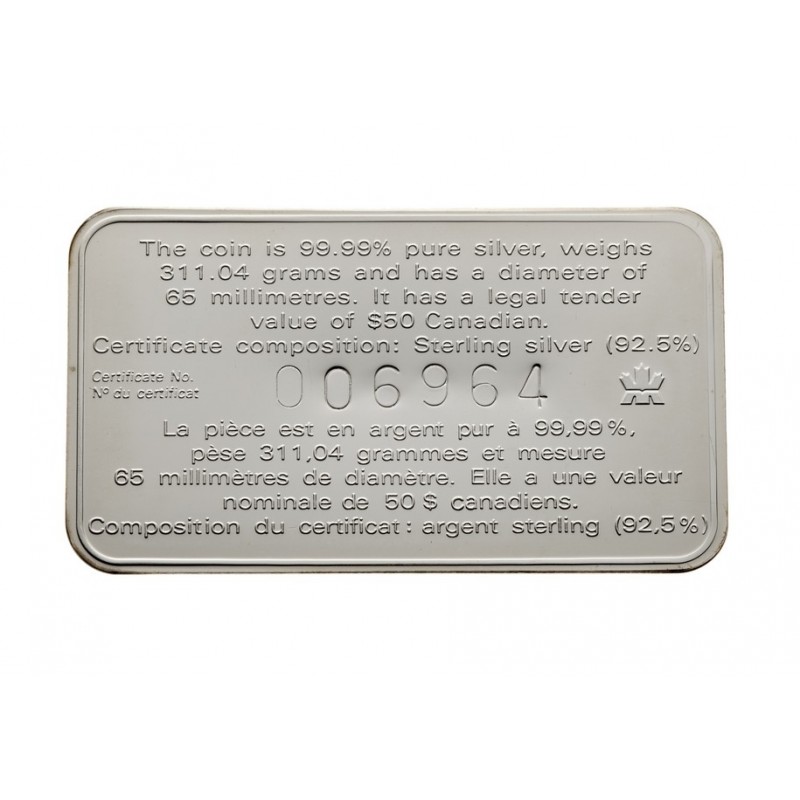 The coin is 99.99% pure silver, weighs
311.04 grams and has a diameter of
65 millimetres. It has a legal tender
value of $50 Canadian.
Certificate composition: Sterling silver (92.5%)
Certificate No.
Nº du certificat
006964
La pièce est en argent pur à 99,99%,
pèse 311,04 grammes et mesure
65 millimètres de diamètre. Elle a une valeur
nominale de 50 $ canadiens.
Composition du certificat : argent sterling (92,5%)